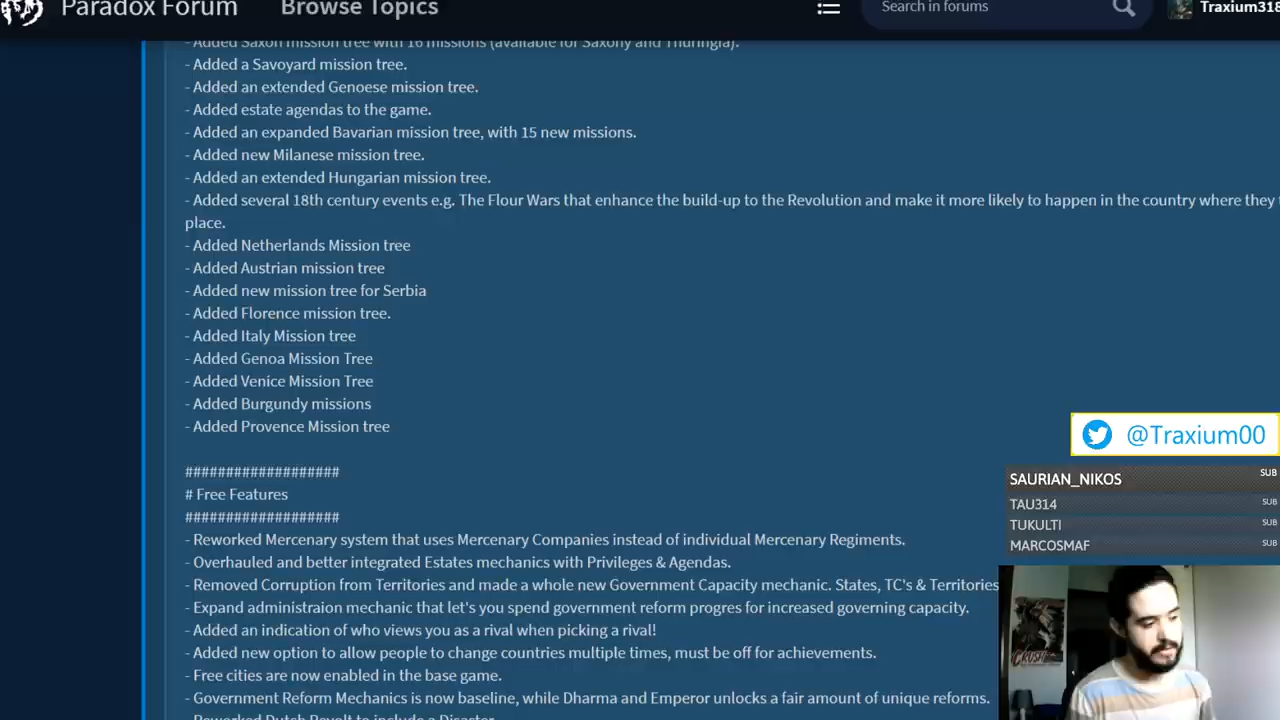 Paradox Forum
Browse Topics
Search in forums
Traxium318
- Added Saxon mission tree with 16 missions (available for Saxony and Thuringia).
- Added a Savoyard mission tree.
- Added an extended Genoese mission tree.
- Added estate agendas to the game.
- Added an expanded Bavarian mission tree, with 15 new missions.
- Added new Milanese mission tree.
- Added an extended Hungarian mission tree.
- Added several 18th century events e.g. The Flour Wars that enhance the build-up to the Revolution and make it more likely to happen in the country where they
place.
- Added Netherlands Mission tree
- Added Austrian mission tree
- Added new mission tree for Serbia
- Added Florence mission tree.
- Added Italy Mission tree
- Added Genoa Mission Tree
- Added Venice Mission Tree
- Added Burgundy missions
- Added Provence Mission tree
@Traxium00
###################
# Free Features
###################
SAURIAN_NIKOS SUB
TAU314 SUB
TUKULTI SUB
MARCOSMAF SUB
- Reworked Mercenary system that uses Mercenary Companies instead of individual Mercenary Regiments.
- Overhauled and better integrated Estates mechanics with Privileges & Agendas.
- Removed Corruption from Territories and made a whole new Government Capacity mechanic. States, TC's & Territories
- Expand administraion mechanic that let's you spend government reform progres for increased governing capacity.
- Added an indication of who views you as a rival when picking a rival!
- Added new option to allow people to change countries multiple times, must be off for achievements.
- Free cities are now enabled in the base game.
- Government Reform Mechanics is now baseline, while Dharma and Emperor unlocks a fair amount of unique reforms.
- Reworked Dutch Revolt to include a Disaster